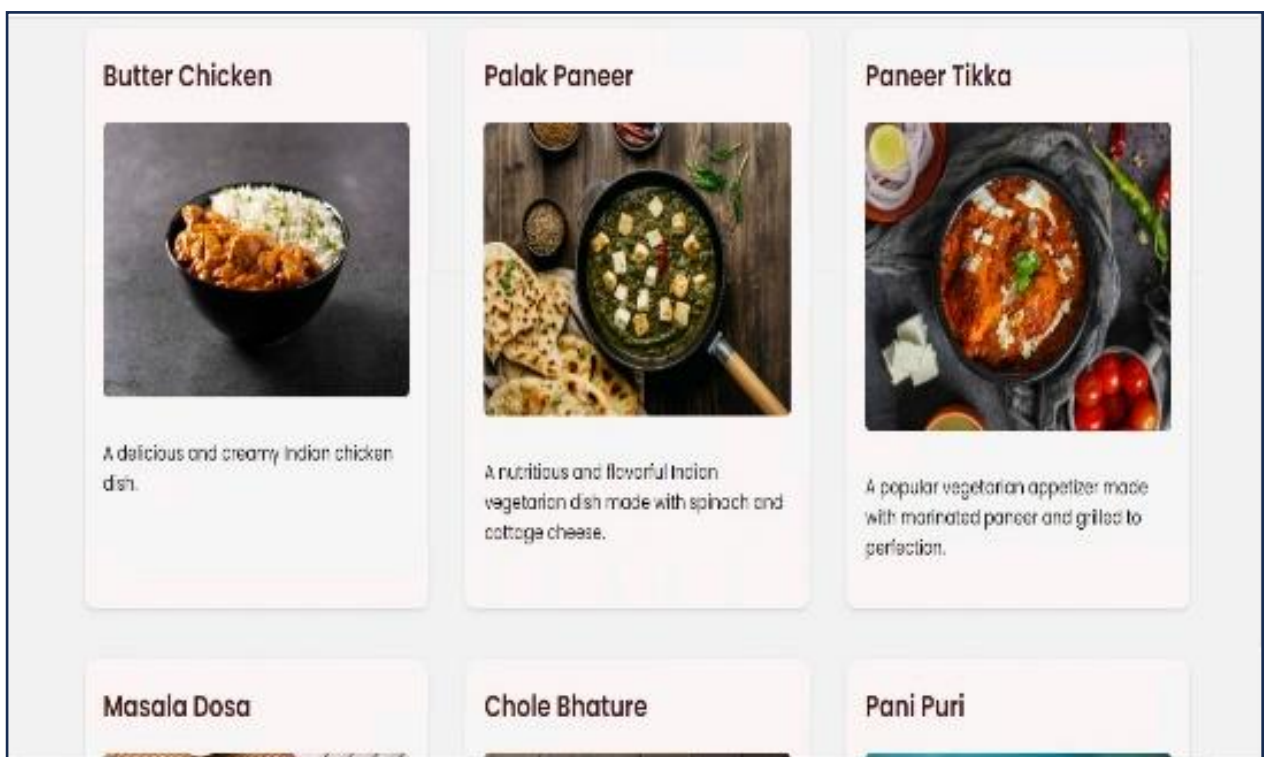 Butter Chicken
A delicious and creamy Indian chicken
dish.
Palak Paneer
A nutritious and flavorful Indian
vegetarian dish made with spinach and
cottage cheese.
Paneer Tikka
A popular vegetarian appetizer made
with marinated paneer and grilled to
perfection.
Masala Dosa
Chole Bhature
Pani Puri